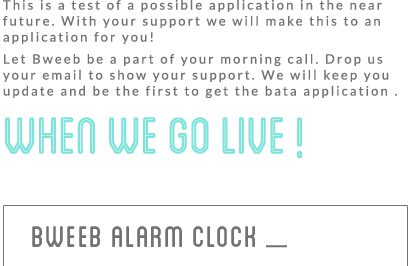 This is a test of a possible application in the near
future. With your support we will make this to an
application for you!
Let Bweeb be a part of your morning call. Drop us
your email to show your support. We will keep you
update and be the first to get the bata application .
WHEN WE GO LIVE !
BWEEB ALARM CLOCK __